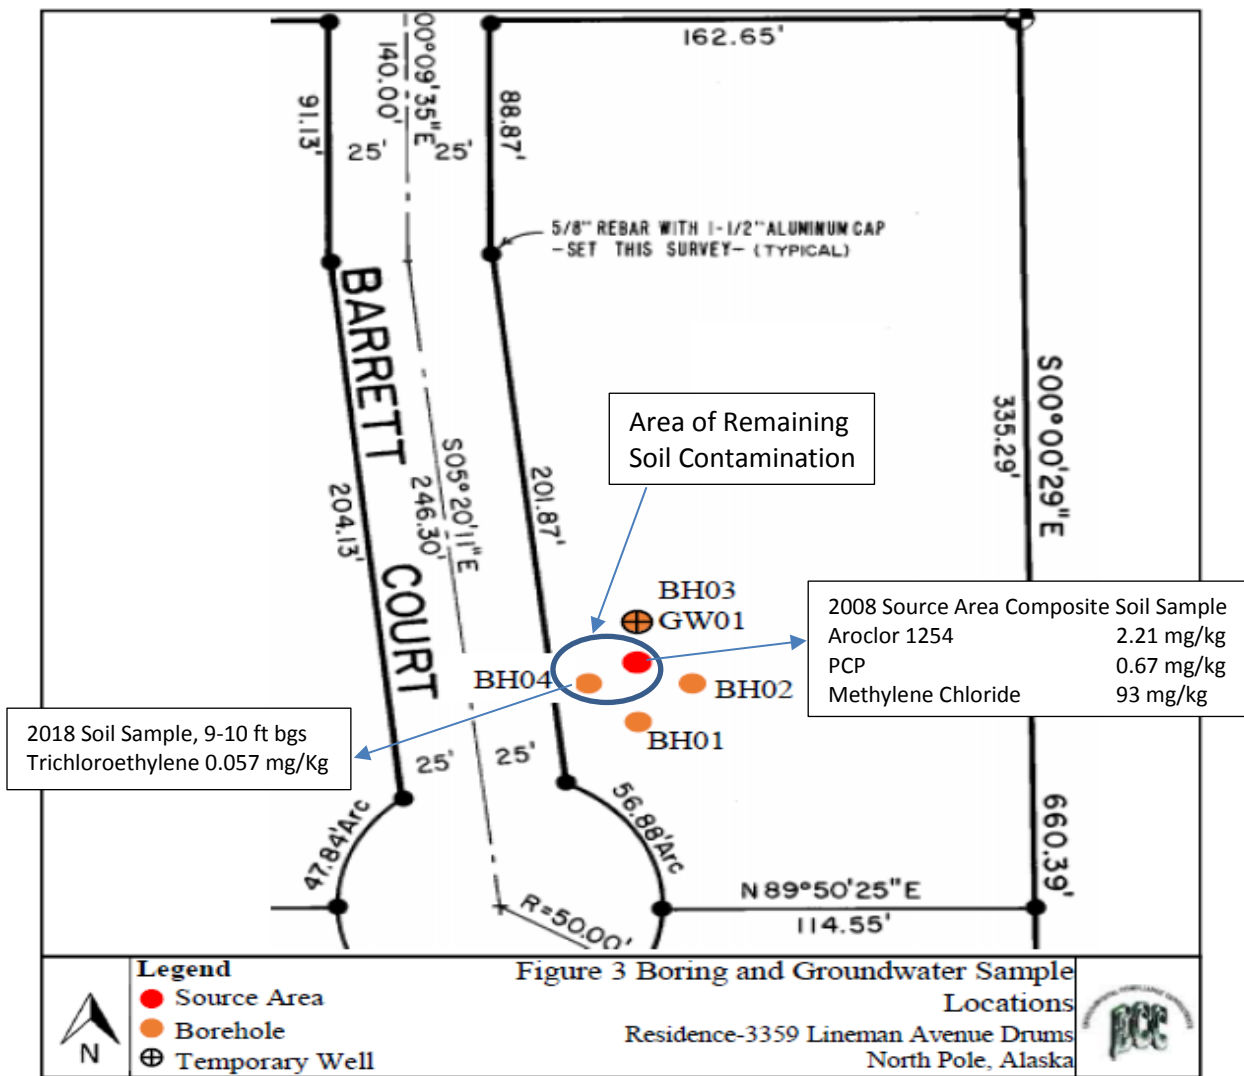 162.65'
00°09'35"E
140.00'
91.13'
88.87'
25'
25'
5/8" REBAR WITH 1-1/2" ALUMINUM CAP
-SET THIS SURVEY- (TYPICAL)
BARRETT COURT
S00°00'29"E
335.29'
Area of Remaining
Soil Contamination
S05°20'11"E
246.30'
201.87'
204.13'
BH03
GW01
2008 Source Area Composite Soil Sample
Aroclor 1254 2.21 mg/kg
PCP 0.67 mg/kg
Methylene Chloride 93 mg/kg
BH04
BH02
BH01
2018 Soil Sample, 9-10 ft bgs
Trichloroethylene 0.057 mg/Kg
25'
25'
47.84'Arc
56.88'Arc
660.39'
R=50.00'
N89°50'25"E
114.55'
Legend
Source Area
Borehole
Temporary Well
N
Figure 3 Boring and Groundwater Sample
Locations
Residence-3359 Lineman Avenue Drums
North Pole, Alaska
ECC